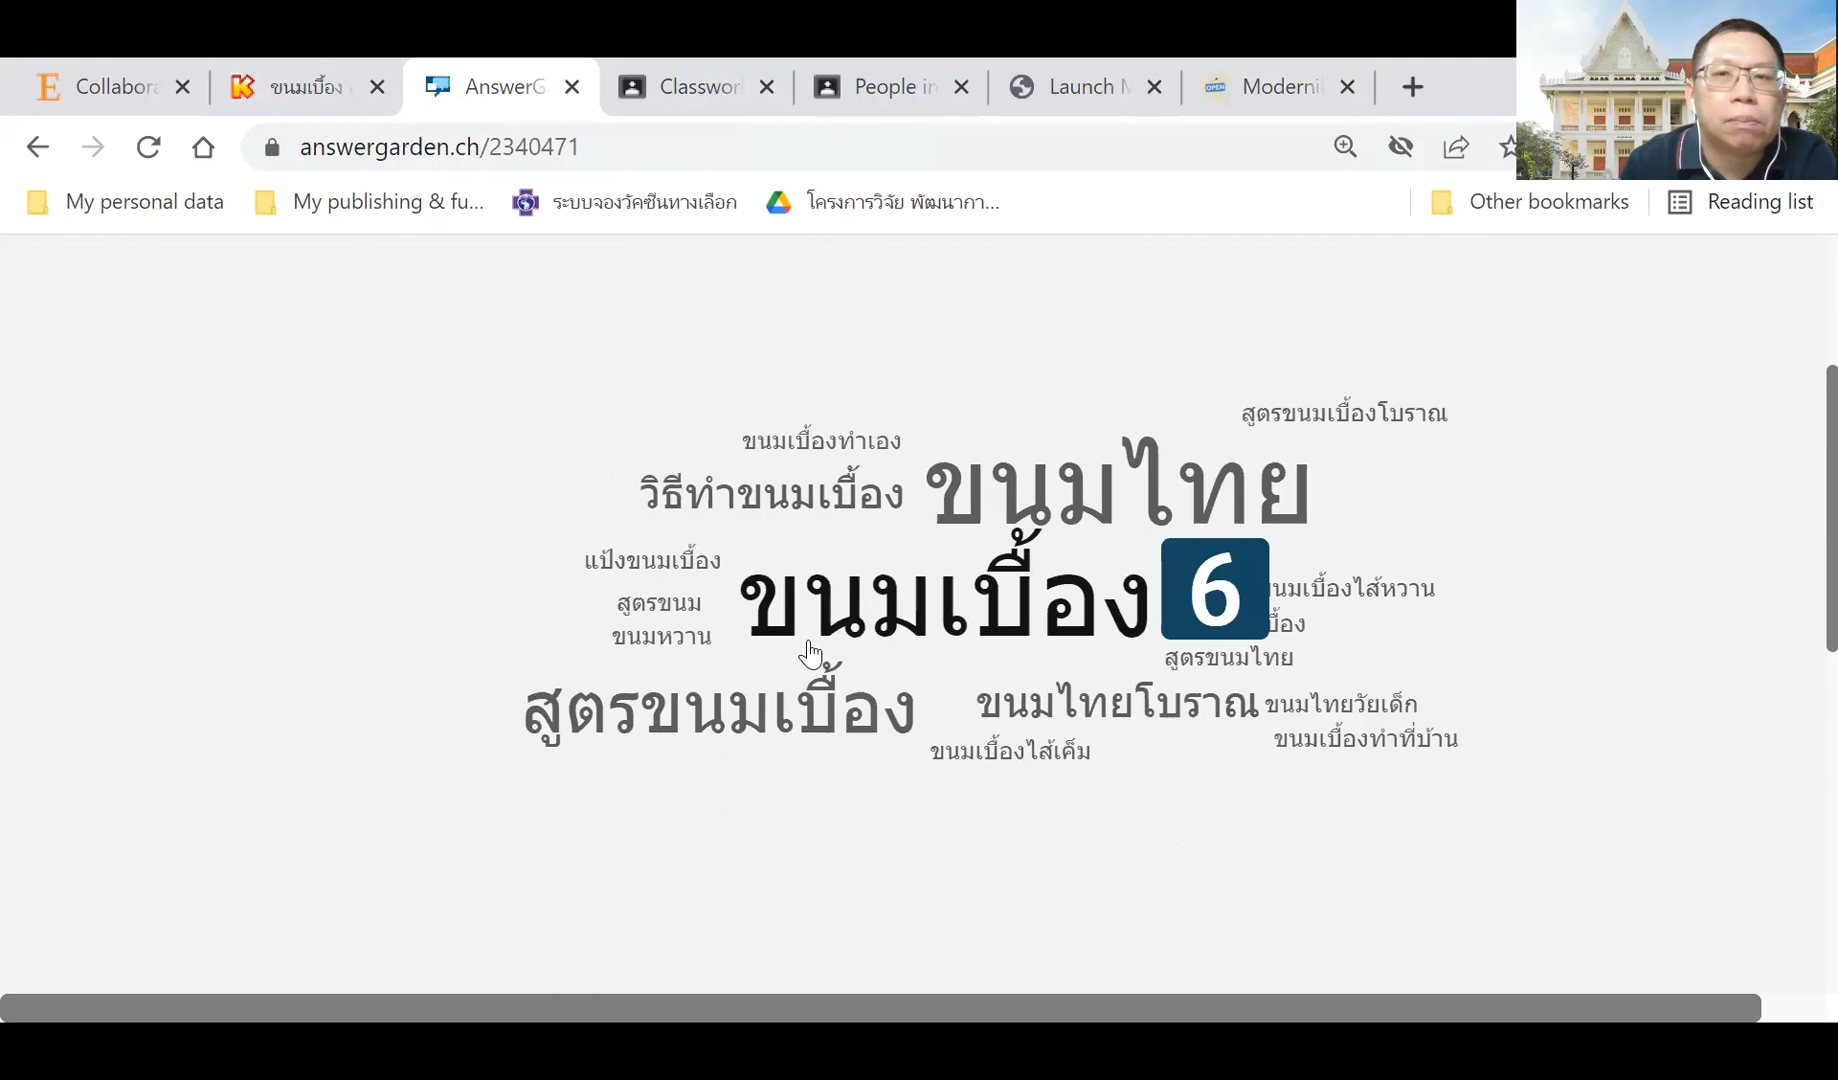 Collabora
ขนมเบื้อง
AnswerG
Classwor
People in
Launch M
Moderni
answergarden.ch/2340471
My personal data
My publishing & fu...
ระบบจองวัคซีนทางเลือก
โครงการวิจัย พัฒนากา...
Other bookmarks
Reading list
สูตรขนมเบื้องโบราณ
ขนมเบื้องทำเอง
วิธีทำขนมเบื้อง
ขนมไทย
แป้งขนมเบื้อง
ขนมเบื้อง
6
นมเบื้องไส้หวาน
สูตรขนม
บื้อง
ขนมหวาน
สูตรขนมไทย
สูตรขนมเบื้อง
ขนมไทยโบราณ
ขนมไทยวัยเด็ก
ขนมเบื้องทำที่บ้าน
ขนมเบื้องไส้เค็ม